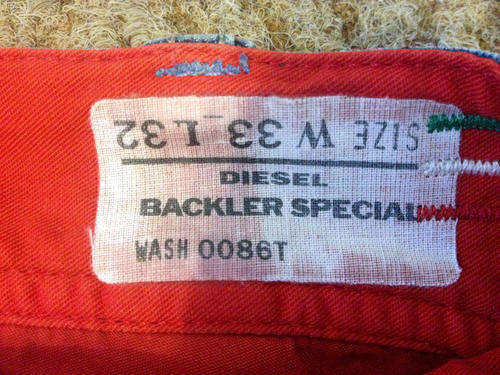 SIZE W 33 L 32
DIESEL
BACKLER SPECIAL
WASH 0086T